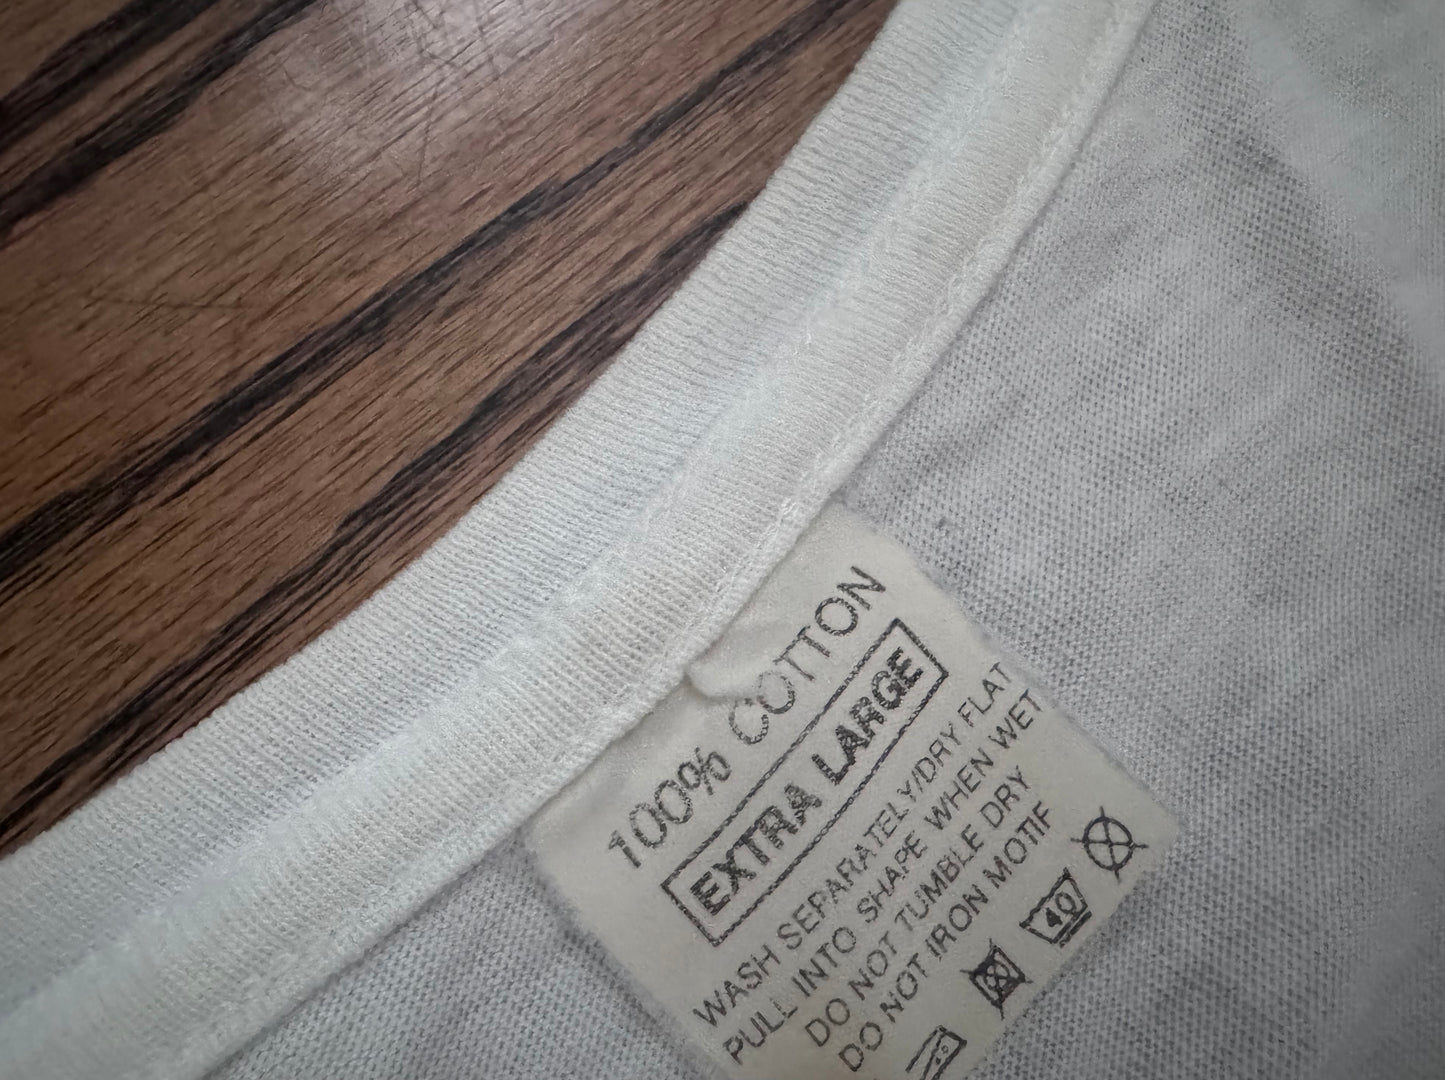 100% COTTON
EXTRA LARGE
WASH SEPARATELY/DRY FLAT
PULL INTO SHAPE WHEN WET
DO NOT TUMBLE DRY
DO NOT IRON MOTIF
40